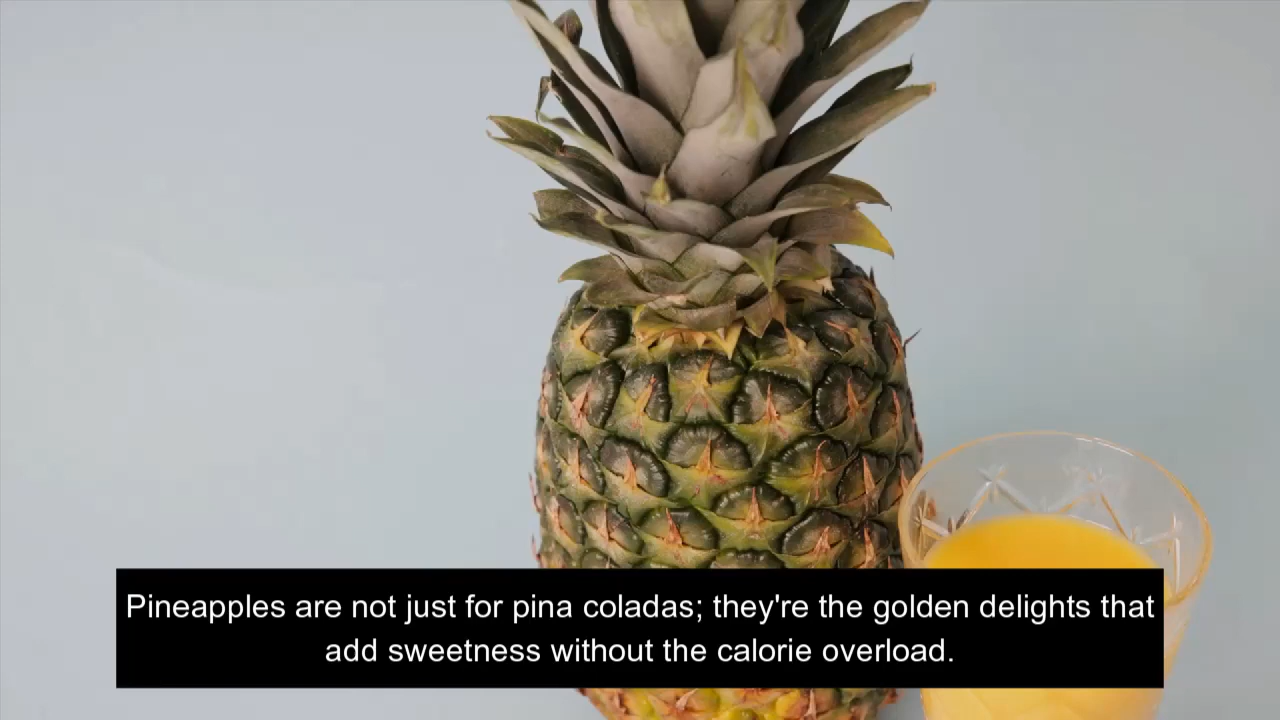 Pineapples are not just for pina coladas; they're the golden delights that
add sweetness without the calorie overload.